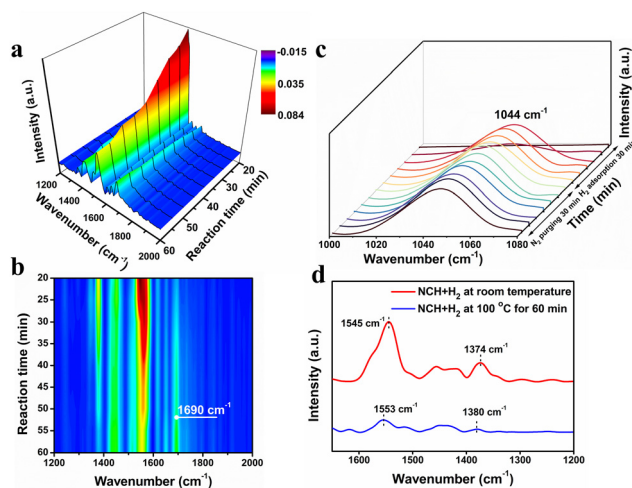 a
Intensity (a.u.)
-0.015
0.035
0.084
1200
1400
1600
1800
2000
Wavenumber (cm⁻¹)
60
50
40
30
20
Reaction time (min)
b
Reaction time (min)
20
25
30
35
40
45
50
55
60
1690 cm⁻¹
1200 1400 1600 1800 2000
Wavenumber (cm⁻¹)
c
Intensity (a.u.)
1044 cm⁻¹
1000 1020 1040 1060 1080
Wavenumber (cm⁻¹)
N₂ purging 30 min
H₂ adsorption 30 min
Time (min)
d
Intensity (a.u.)
NCH+H₂ at room temperature
NCH+H₂ at 100 °C for 60 min
1545 cm⁻¹
1374 cm⁻¹
1553 cm⁻¹
1380 cm⁻¹
1600 1500 1400 1300 1200
Wavenumber (cm⁻¹)